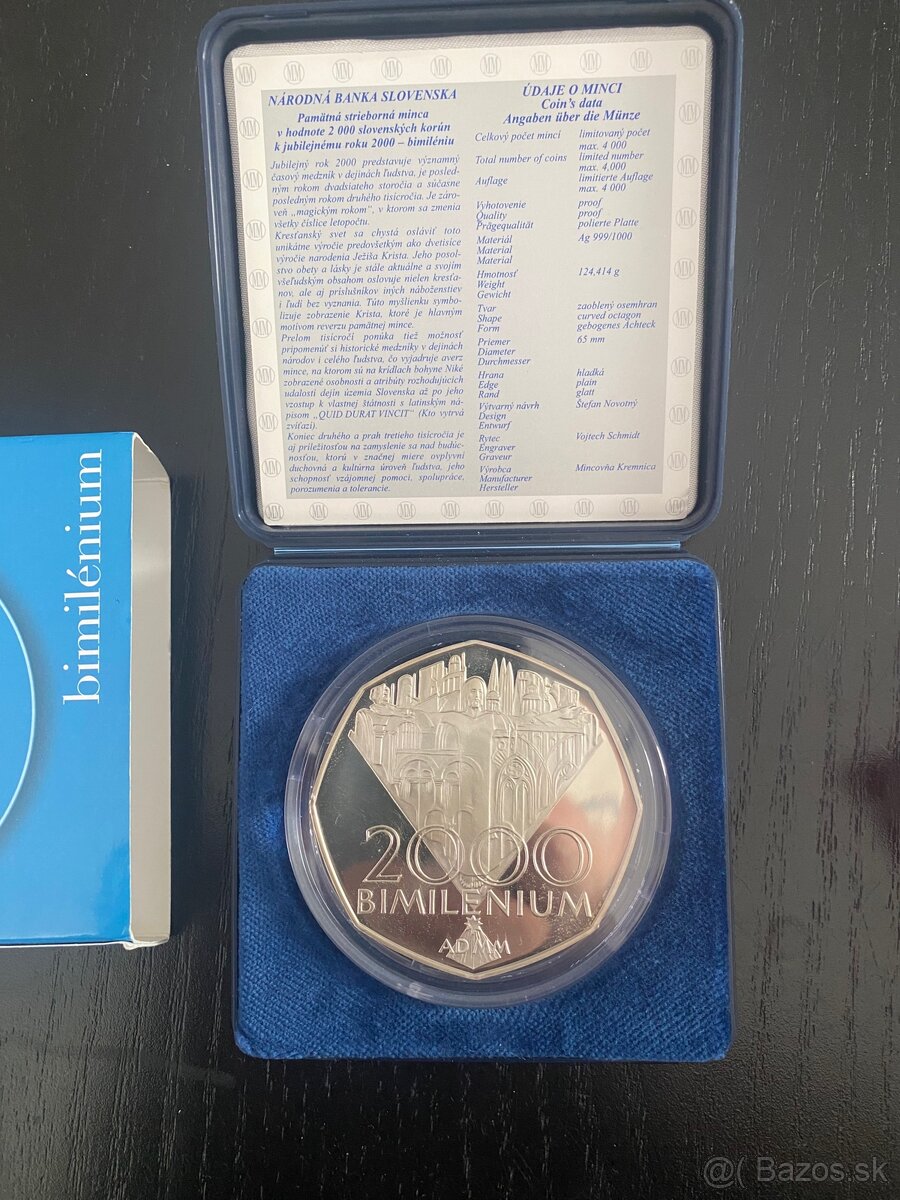 NÁRODNÁ BANKA SLOVENSKA
Pamätná strieborná minca
v hodnote 2 000 slovenských korún
k jubilejnému roku 2000 – bimiléniu
Jubilejný rok 2000 predstavuje významný
časový medzník v dejinách ľudstva, je posled-
ným rokom dvadsiateho storočia a súčasne
posledným rokom druhého tisícročia. Je záro-
veň „magickým rokom“, v ktorom sa zmenia
všetky číslice letopočtu.
Kresťanský svet sa chystá osláviť toto
unikátne výročie predovšetkým ako dvetisíce
výročie narodenia Ježiša Krista. Jeho posol-
stvo obety a lásky je stále aktuálne a svojím
všeľudským obsahom oslovuje nielen kresťa-
nov, ale aj príslušníkov iných náboženstiev
i ľudí bez vyznania. Túto myšlienku symbo-
lizuje zobrazenie Krista, ktoré je hlavným
motívom reverzu pamätnej mince.
Prelom tisícročí ponúka tiež možnosť
pripomenúť si historické medzníky v dejinách
národov i celého ľudstva, čo vyjadruje averz
mince, na ktorom sú na krídlach bohyne Niké
zobrazené osobnosti a atribúty rozhodujúcich
udalostí dejín územia Slovenska až po jeho
vzostup k vlastnej štátnosti s latinským ná-
pisom „QUID DURAT VINCIT“ (Kto vytrvá
zvíťazí).
Koniec druhého a prah tretieho tisícročia je
aj príležitosťou na zamyslenie sa nad budúc-
nosťou, ktorú v značnej miere ovplyvní
duchovná a kultúrna úroveň ľudstva, jeho
schopnosť vzájomnej pomoci, spolupráce,
porozumenia a tolerancie.
ÚDAJE O MINCI
Coin's data
Angaben über die Münze
Celkový počet mincí limitovaný počet
max. 4 000
Total number of coins limited number
max. 4,000
Auflage limitierte Auflage
max. 4 000
Vyhotovenie proof
Quality proof
Prägequalität polierte Platte
Materiál Ag 999/1000
Material
Material
Hmotnosť 124,414 g
Weight
Gewicht
Tvar zaoblený osemhran
Shape curved octagon
Form gebogenes Achteck
Priemer 65 mm
Diameter
Durchmesser
Hrana hladká
Edge plain
Rand glatt
Výtvarný návrh Štefan Novotný
Design
Entwurf
Rytec Vojtech Schmidt
Engraver
Graveur
Výrobca Mincovňa Kremnica
Manufacturer
Hersteller
bimilénium
2000
BIMILÉNIUM
ADMM
@( Bazos.sk